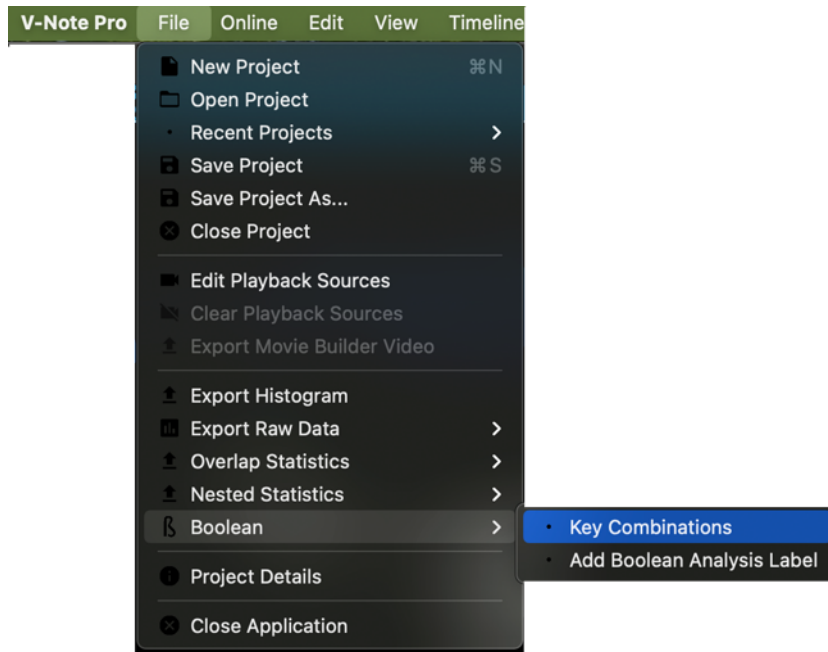 V-Note Pro File Online Edit View Timeline
New Project ⌘N
Open Project
Recent Projects
Save Project ⌘S
Save Project As...
Close Project
Edit Playback Sources
Clear Playback Sources
Export Movie Builder Video
Export Histogram
Export Raw Data
Overlap Statistics
Nested Statistics
ß Boolean
Key Combinations
Add Boolean Analysis Label
Project Details
Close Application